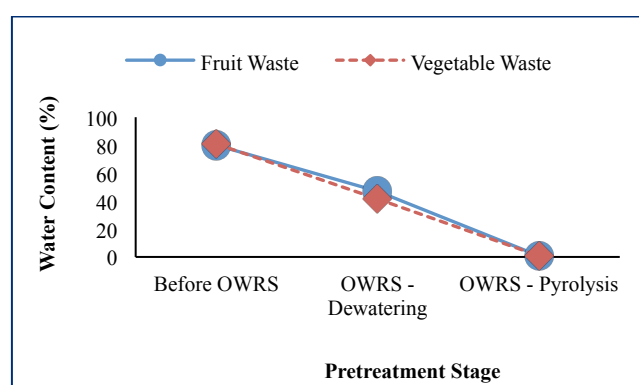 Fruit Waste Vegetable Waste
Water Content (%)
100
80
60
40
20
0
Before OWRS OWRS - OWRS - Pyrolysis
Dewatering
Pretreatment Stage